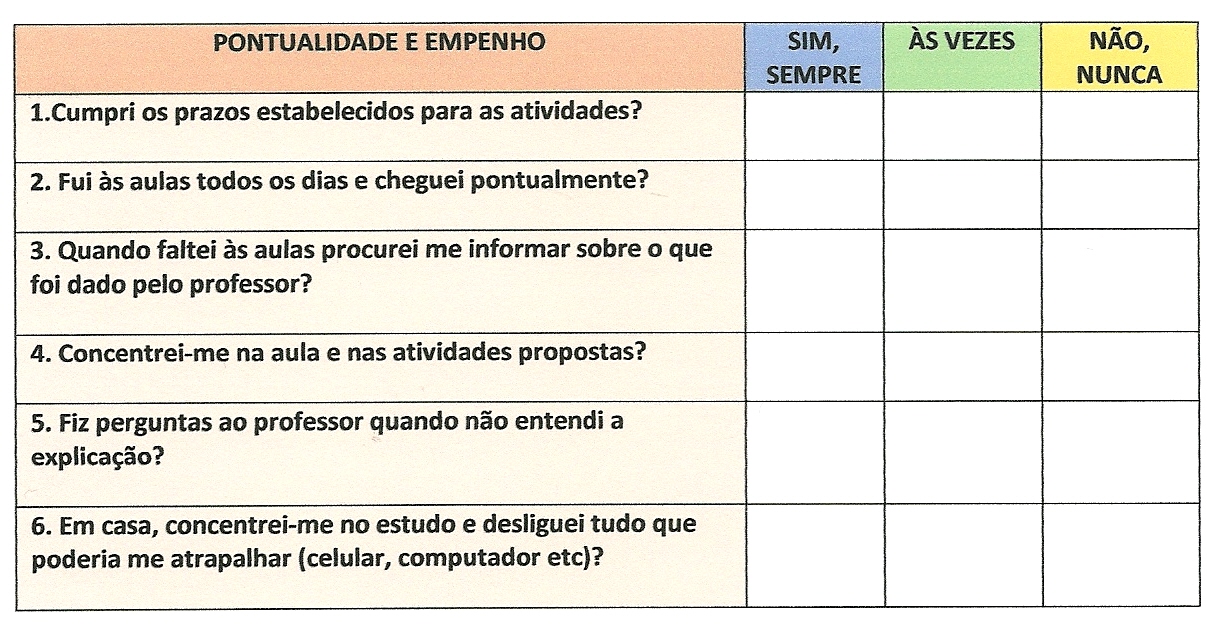 PONTUALIDADE E EMPENHO
SIM,
SEMPRE
ÀS VEZES
NÃO,
NUNCA
1.Cumpri os prazos estabelecidos para as atividades?
2. Fui às aulas todos os dias e cheguei pontualmente?
3. Quando faltei às aulas procurei me informar sobre o que
foi dado pelo professor?
4. Concentrei-me na aula e nas atividades propostas?
5. Fiz perguntas ao professor quando não entendi a
explicação?
6. Em casa, concentrei-me no estudo e desliguei tudo que
poderia me atrapalhar (celular, computador etc)?